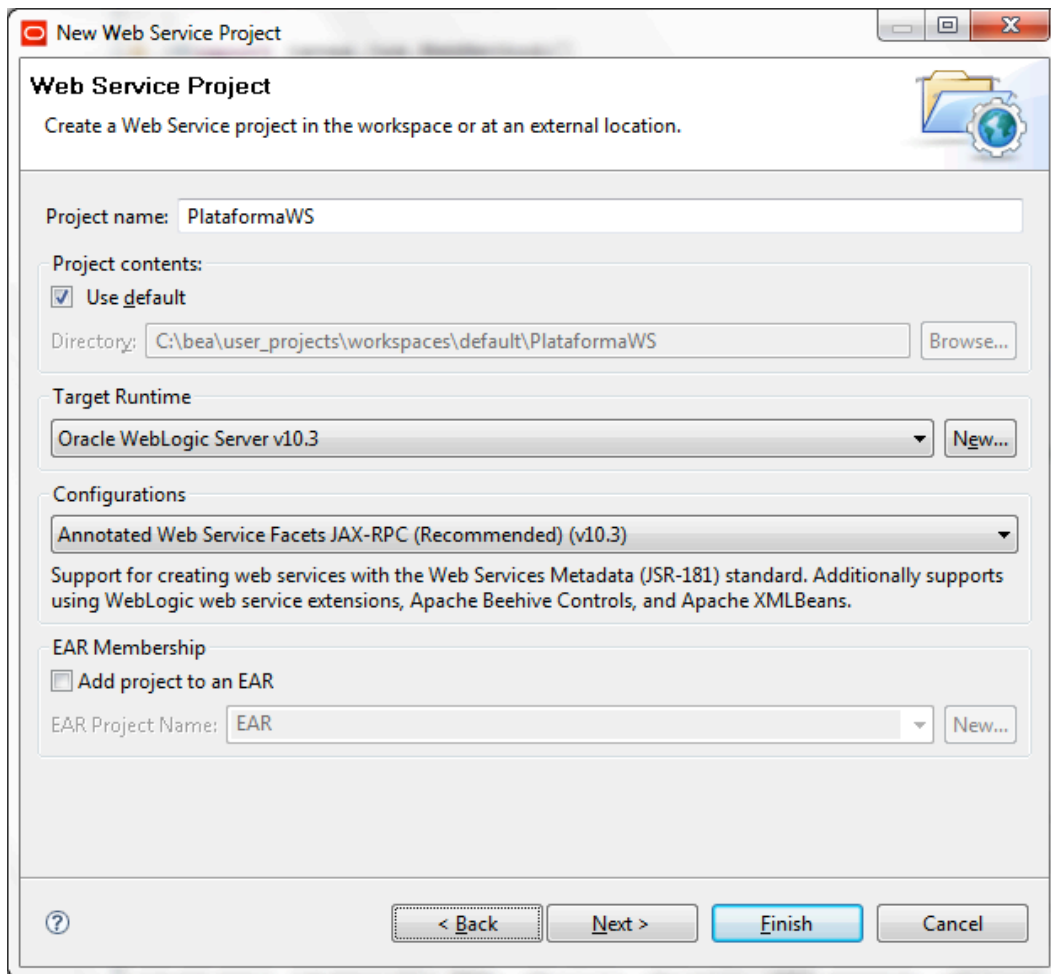 New Web Service Project
Web Service Project
Create a Web Service project in the workspace or at an external location.
Project name: PlataformaWS
Project contents:
Use default
Directory: C:\bea\user_projects\workspaces\default\PlataformaWS Browse...
Target Runtime
Oracle WebLogic Server v10.3 New...
Configurations
Annotated Web Service Facets JAX-RPC (Recommended) (v10.3)
Support for creating web services with the Web Services Metadata (JSR-181) standard. Additionally supports
using WebLogic web service extensions, Apache Beehive Controls, and Apache XMLBeans.
EAR Membership
Add project to an EAR
EAR Project Name: EAR New...
? < Back Next > Finish Cancel